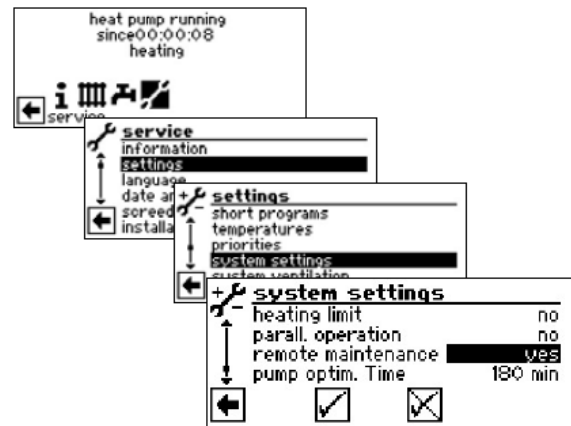 heat pump running
since00:00:08
heating
service
service
information
settings
language
date a
screed
installa
settings
short programs
temperatures
priorities
system settings
system ventilation
system settings
heating limit no
parall. operation no
remote maintenance yes
pump optim. Time 180 min